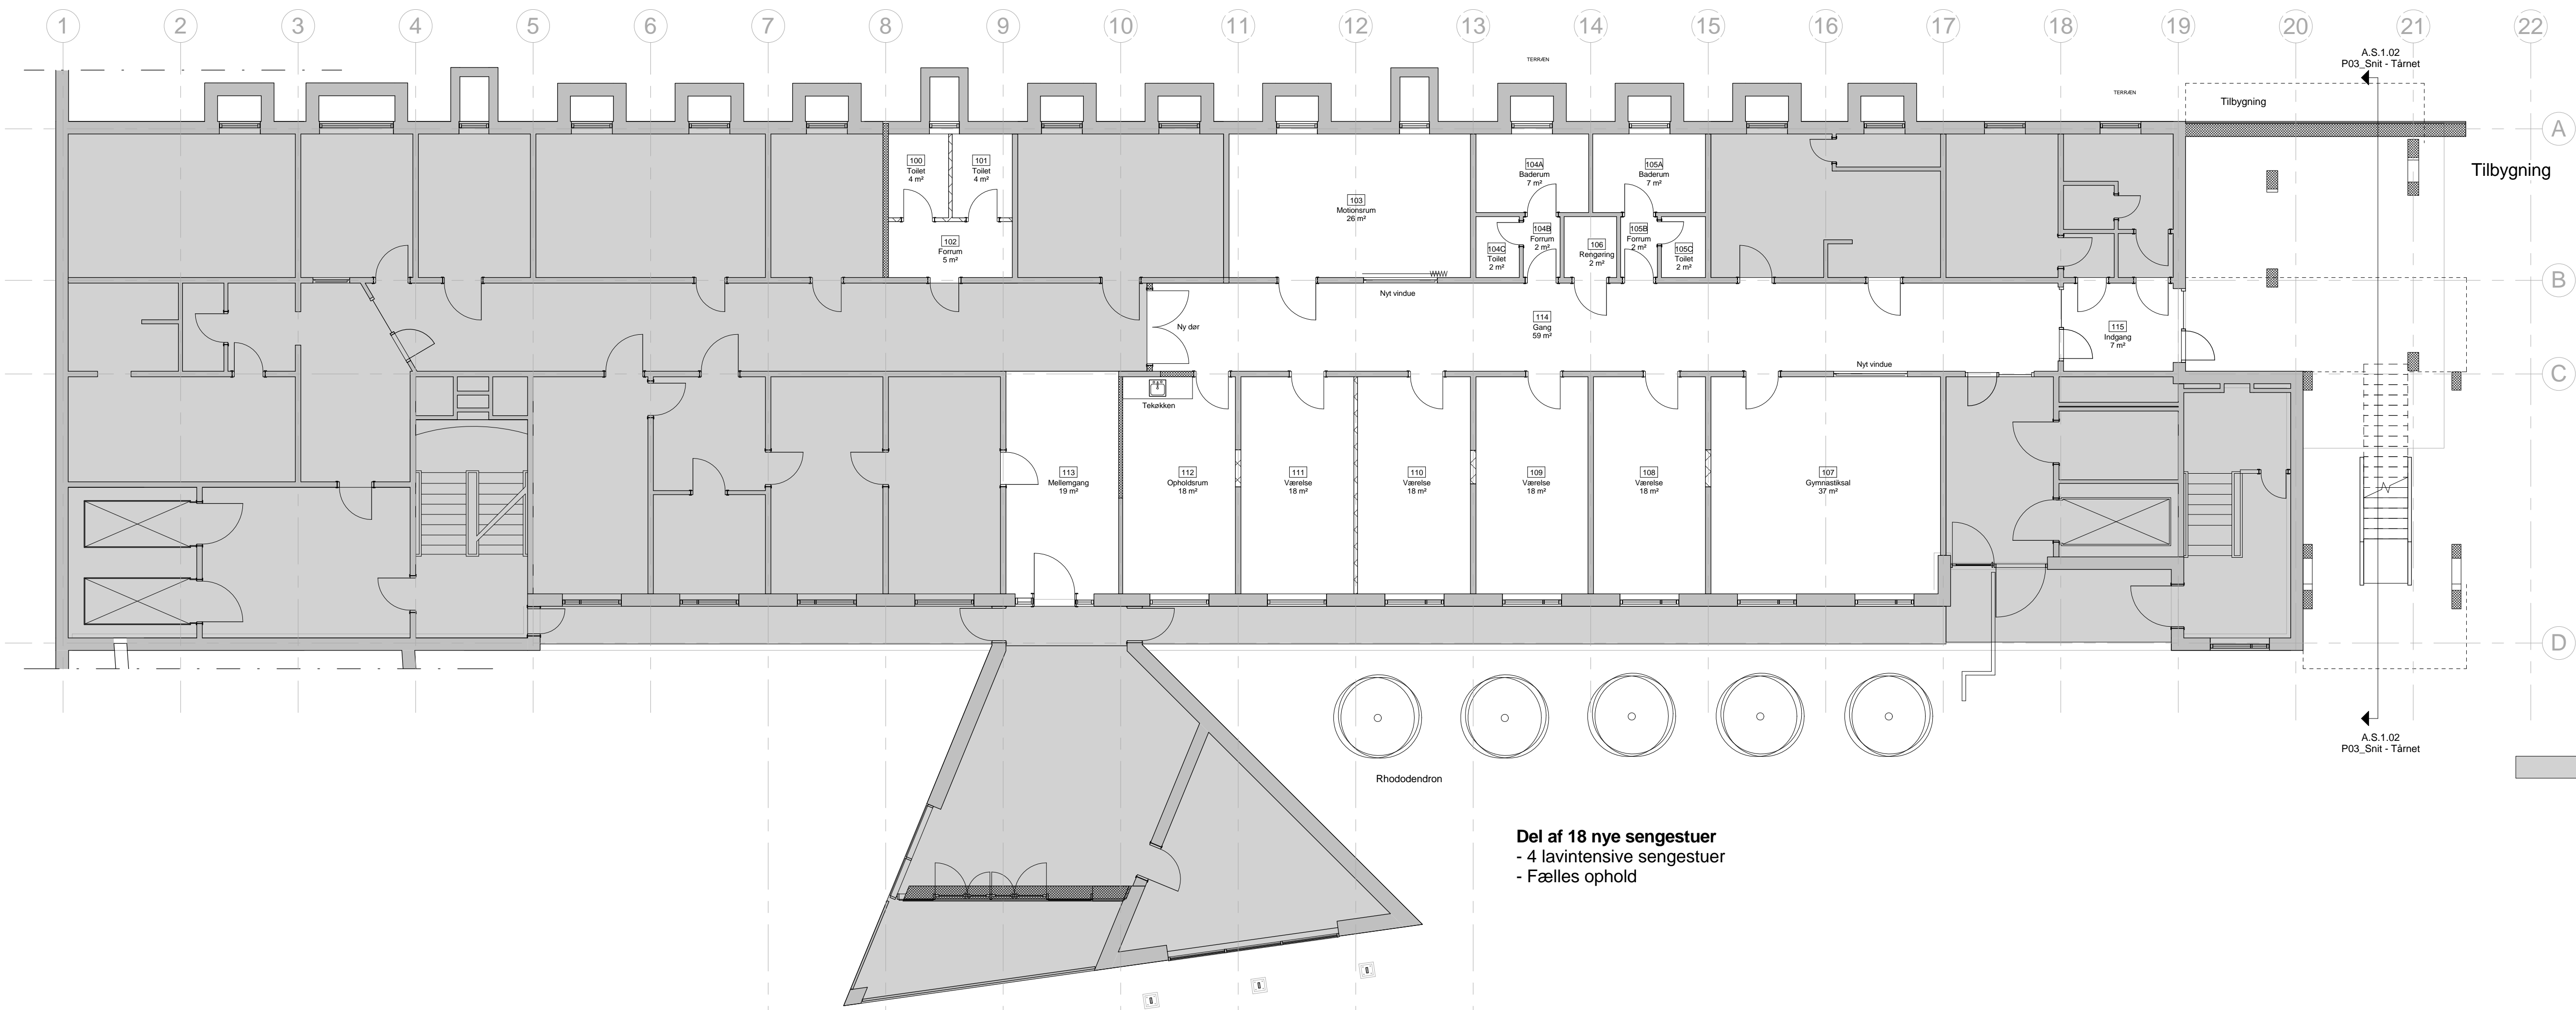 1 2 3 4 5 6 7 8 9 10 11 12 13 14 15 16 17 18 19 20 21 22
A.S.1.02
P03_Snit - Tårnet
TERRÆN
TERRÆN
Tilbygning
A
Tilbygning
100
Toilet
4 m²
101
Toilet
4 m²
102
Forrum
5 m²
103
Motionsrum
26 m²
104A
Baderum
7 m²
105A
Baderum
7 m²
104B
Forrum
2 m²
104C
Toilet
2 m²
106
Rengøring
2 m²
105B
Forrum
2 m²
105C
Toilet
2 m²
B
Nyt vindue
Ny dør
114
Gang
59 m²
115
Indgang
7 m²
Nyt vindue
C
Tekøkken
113
Mellemgang
19 m²
112
Opholdsrum
18 m²
111
Værelse
18 m²
110
Værelse
18 m²
109
Værelse
18 m²
108
Værelse
18 m²
107
Gymnastiksal
37 m²
D
A.S.1.02
P03_Snit - Tårnet
Rhododendron
Del af 18 nye sengestuer
- 4 lavintensive sengestuer
- Fælles ophold